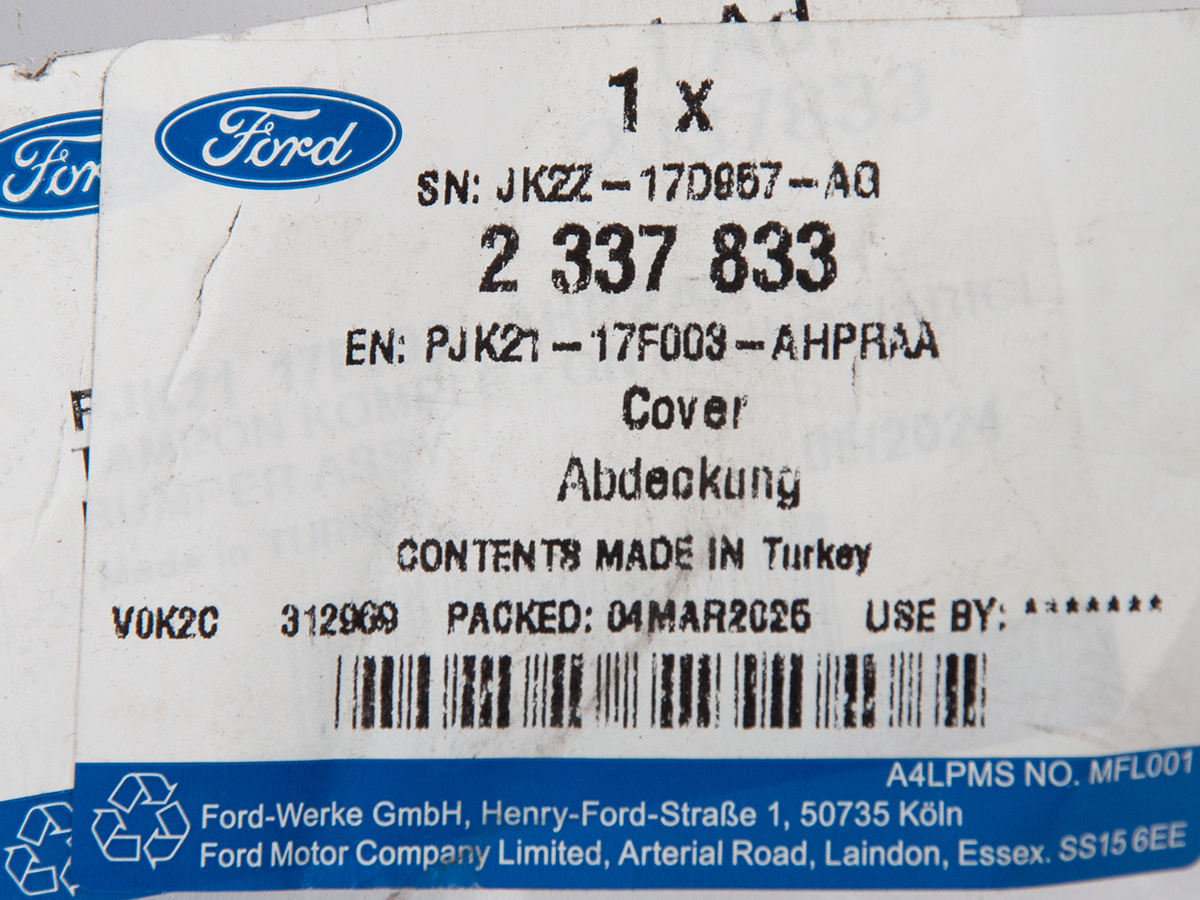 Ford
1 x
SN: JK2Z-17D957-AG
2 337 833
EN: PJK21-17F003-AHPRAA
Cover
Abdeckung
CONTENTS MADE IN Turkey
V0K2C 312969 PACKED: 04MAR2025 USE BY: *******
A4LPMS NO. MFL001
Ford-Werke GmbH, Henry-Ford-Straße 1, 50735 Köln
Ford Motor Company Limited, Arterial Road, Laindon, Essex. SS15 6EE